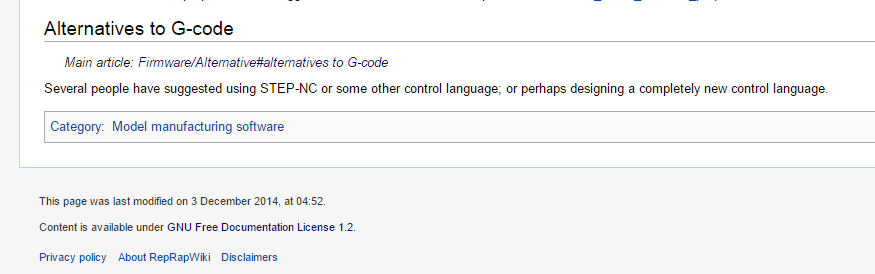 Alternatives to G-code
Main article: Firmware/Alternative#alternatives to G-code
Several people have suggested using STEP-NC or some other control language; or perhaps designing a completely new control language.
Category: Model manufacturing software
This page was last modified on 3 December 2014, at 04:52.
Content is available under GNU Free Documentation License 1.2.
Privacy policy About RepRapWiki Disclaimers